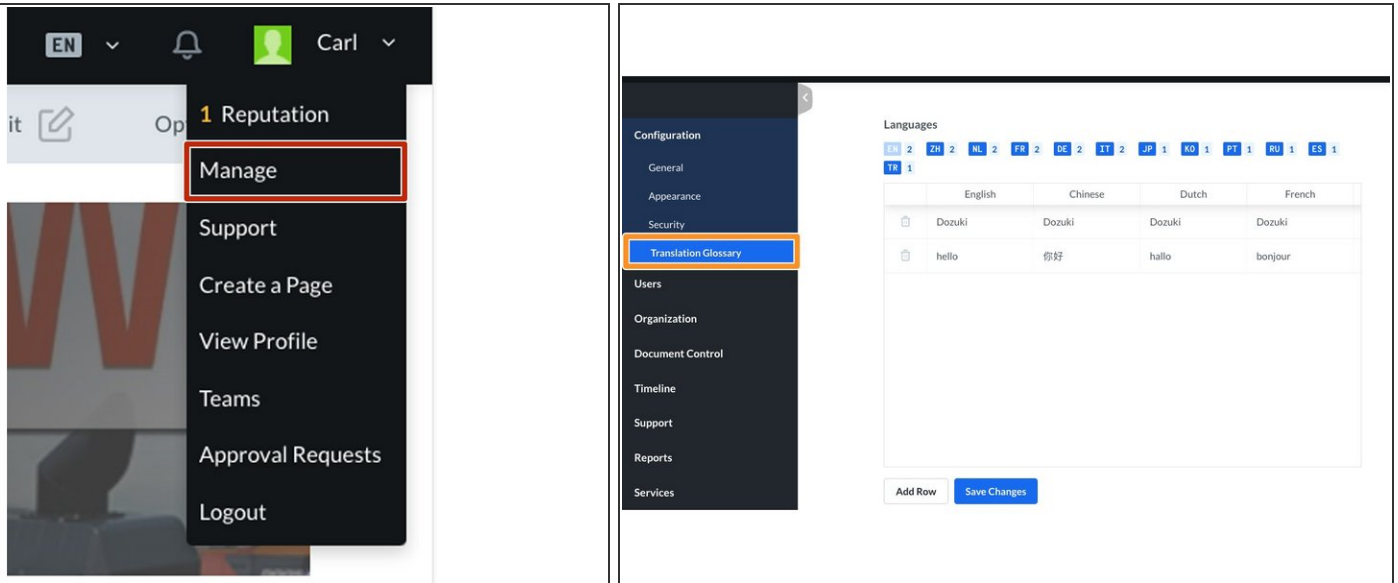 EN
Carl
it
Op
1 Reputation
Manage
Support
Create a Page
View Profile
Teams
Approval Requests
Logout
Configuration
General
Appearance
Security
Translation Glossary
Users
Organization
Document Control
Timeline
Support
Reports
Services
Languages
EN 2 ZH 2 NL 2 FR 2 DE 2 IT 2 JP 1 KO 1 PT 1 RU 1 ES 1
TR 1
English Chinese Dutch French
Dozuki Dozuki Dozuki Dozuki
hello 你好 hallo bonjour
Add Row Save Changes